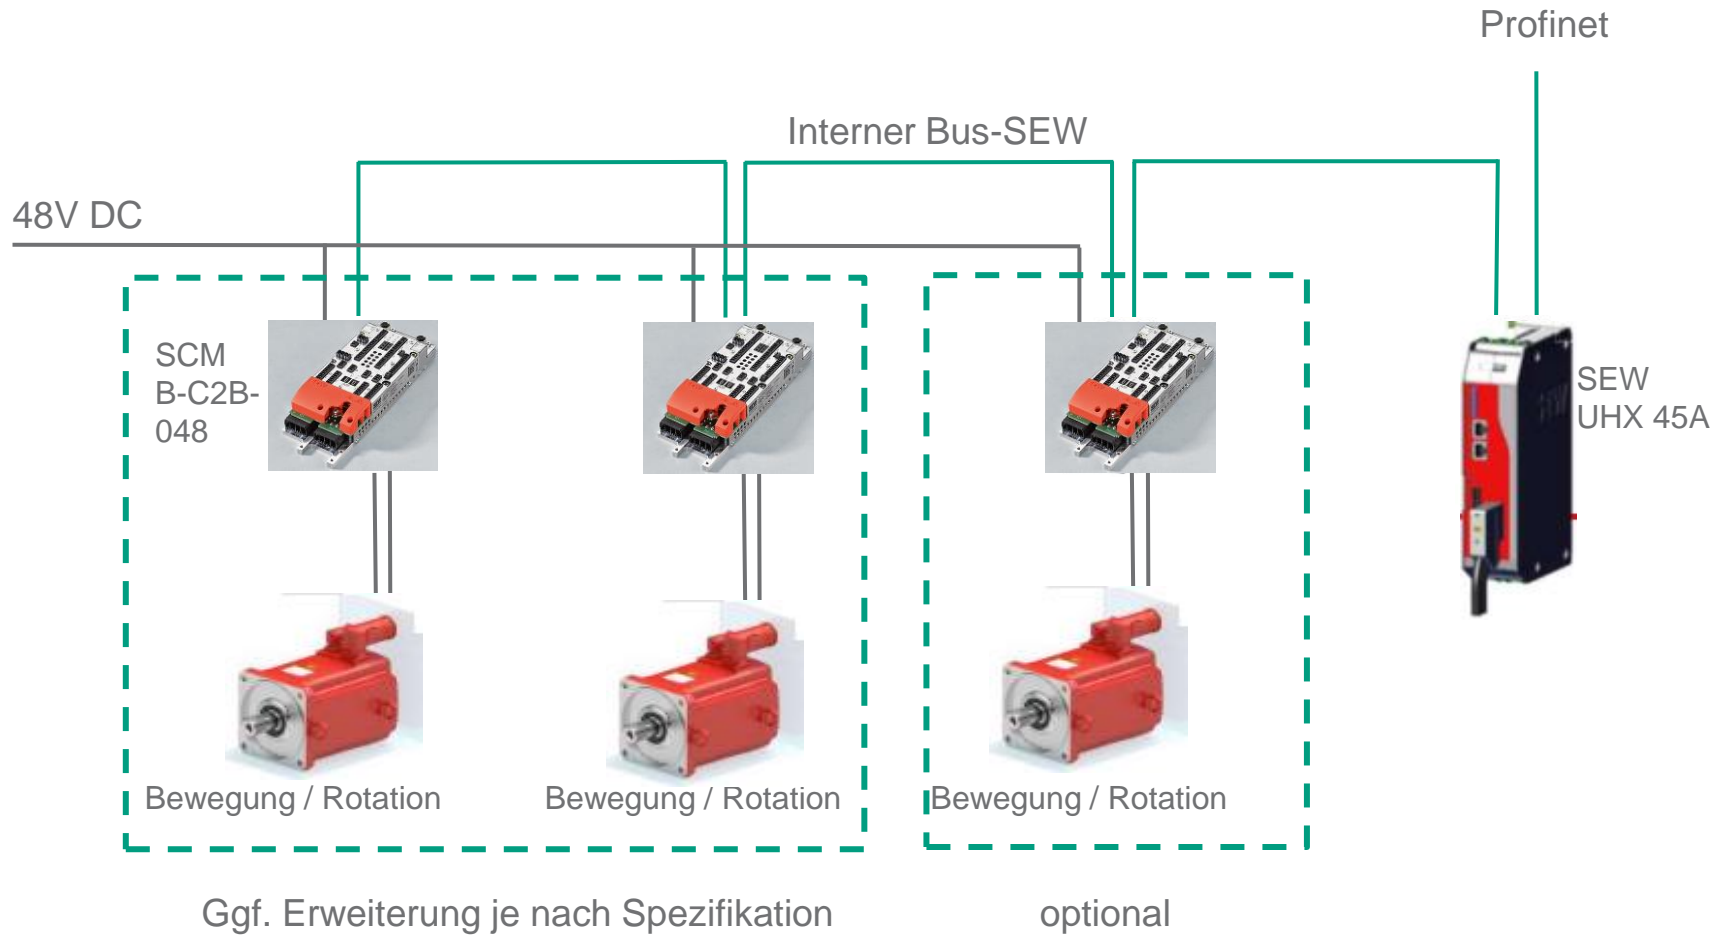 Profinet
Interner Bus-SEW
48V DC
SCM
B-C2B-
048
SEW
UHX 45A
Bewegung / Rotation
Bewegung / Rotation
Bewegung / Rotation
Ggf. Erweiterung je nach Spezifikation
optional